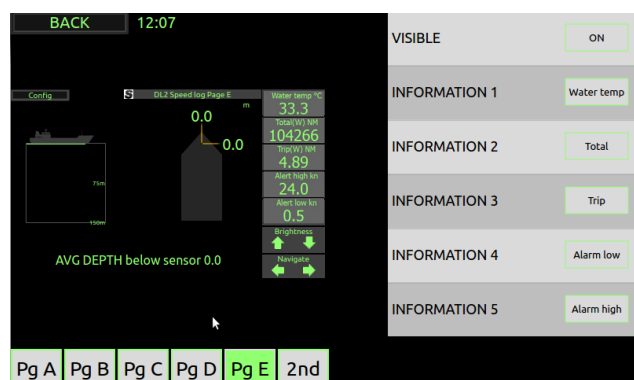 BACK 12:07
Config
S DL2 Speed log Page E
m
0.0
0.0
75m
150m
AVG DEPTH below sensor 0.0
Water temp °C
33.3
Total(W) NM
104266
Trip(W) NM
4.89
Alert high kn
24.0
Alert low kn
0.5
Brightness
Navigate
Pg A Pg B Pg C Pg D Pg E 2nd
VISIBLE ON
INFORMATION 1 Water temp
INFORMATION 2 Total
INFORMATION 3 Trip
INFORMATION 4 Alarm low
INFORMATION 5 Alarm high